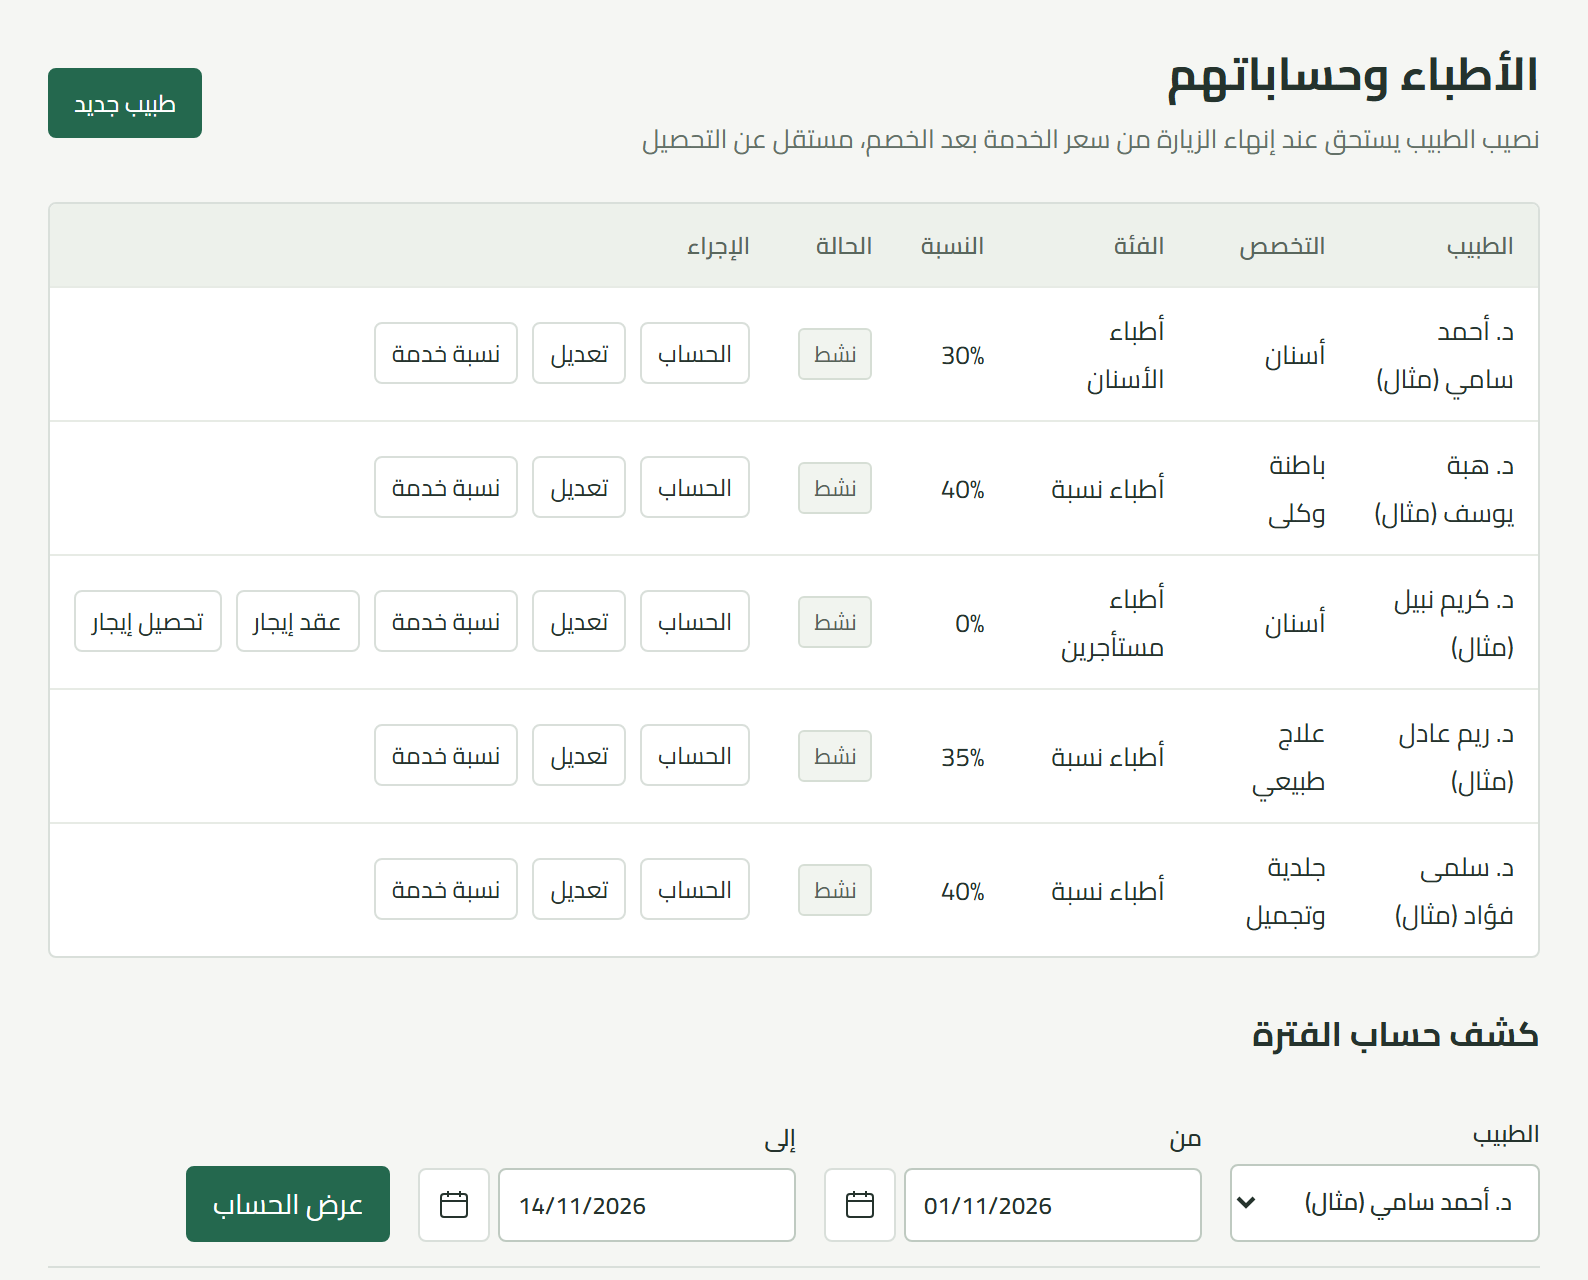 الأطباء وحساباتهم
طبيب جديد
نصيب الطبيب يستحق عند إنهاء الزيارة من سعر الخدمة بعد الخصم، مستقل عن التحصيل
الطبيب التخصص الفئة النسبة الحالة الإجراء
د. أحمد سامي (مثال) أسنان أطباء الأسنان 30% نشط الحساب تعديل نسبة خدمة
د. هبة يوسف (مثال) باطنة وكلى أطباء نسبة 40% نشط الحساب تعديل نسبة خدمة
د. كريم نبيل (مثال) أسنان أطباء مستأجرين 0% نشط الحساب تعديل نسبة خدمة عقد إيجار تحصيل إيجار
د. ريم عادل (مثال) علاج طبيعي أطباء نسبة 35% نشط الحساب تعديل نسبة خدمة
د. سلمى فؤاد (مثال) جلدية وتجميل أطباء نسبة 40% نشط الحساب تعديل نسبة خدمة
كشف حساب الفترة
الطبيب من إلى
د. أحمد سامي (مثال) 01/11/2026 14/11/2026 عرض الحساب